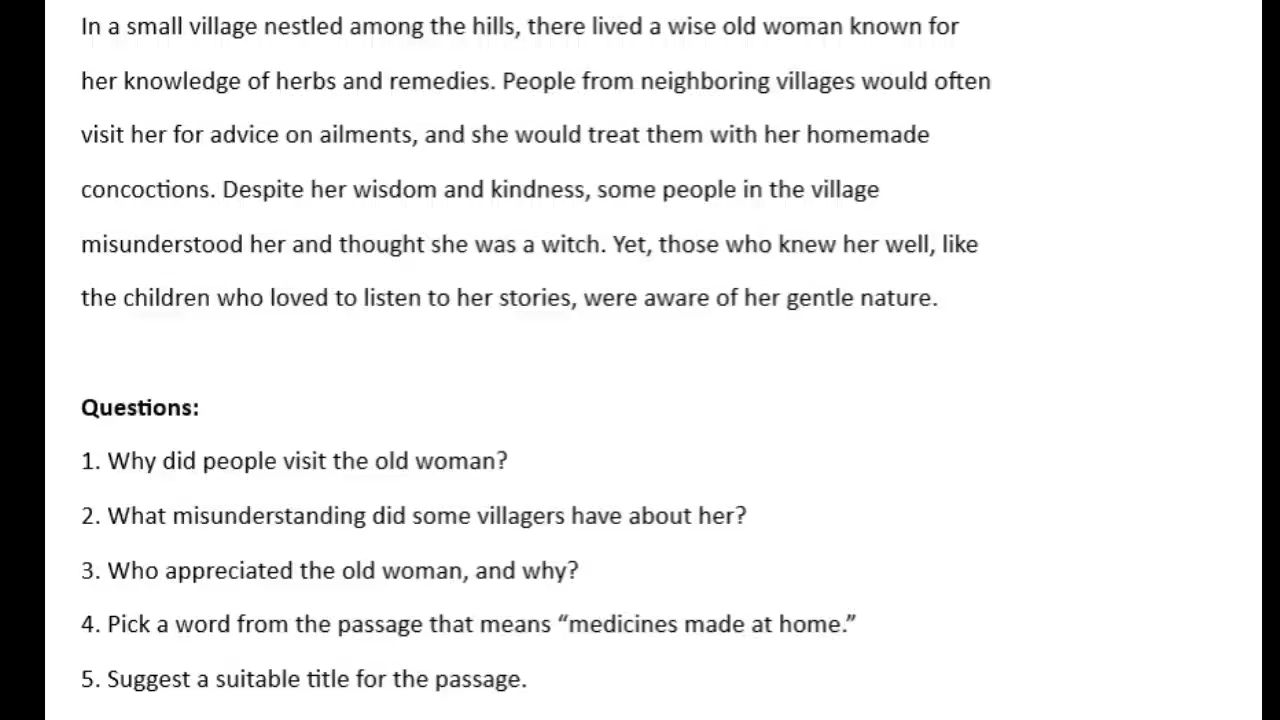 In a small village nestled among the hills, there lived a wise old woman known for
her knowledge of herbs and remedies. People from neighboring villages would often
visit her for advice on ailments, and she would treat them with her homemade
concoctions. Despite her wisdom and kindness, some people in the village
misunderstood her and thought she was a witch. Yet, those who knew her well, like
the children who loved to listen to her stories, were aware of her gentle nature.
Questions:
1. Why did people visit the old woman?
2. What misunderstanding did some villagers have about her?
3. Who appreciated the old woman, and why?
4. Pick a word from the passage that means “medicines made at home.”
5. Suggest a suitable title for the passage.